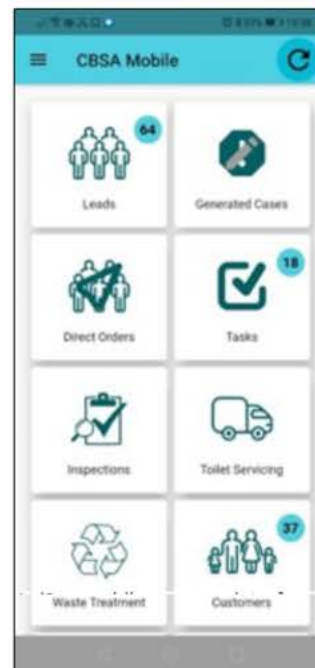 CBSA Mobile
64
Leads
Generated Cases
Direct Orders
18
Tasks
Inspections
Toilet Servicing
37
Waste Treatment
Customers